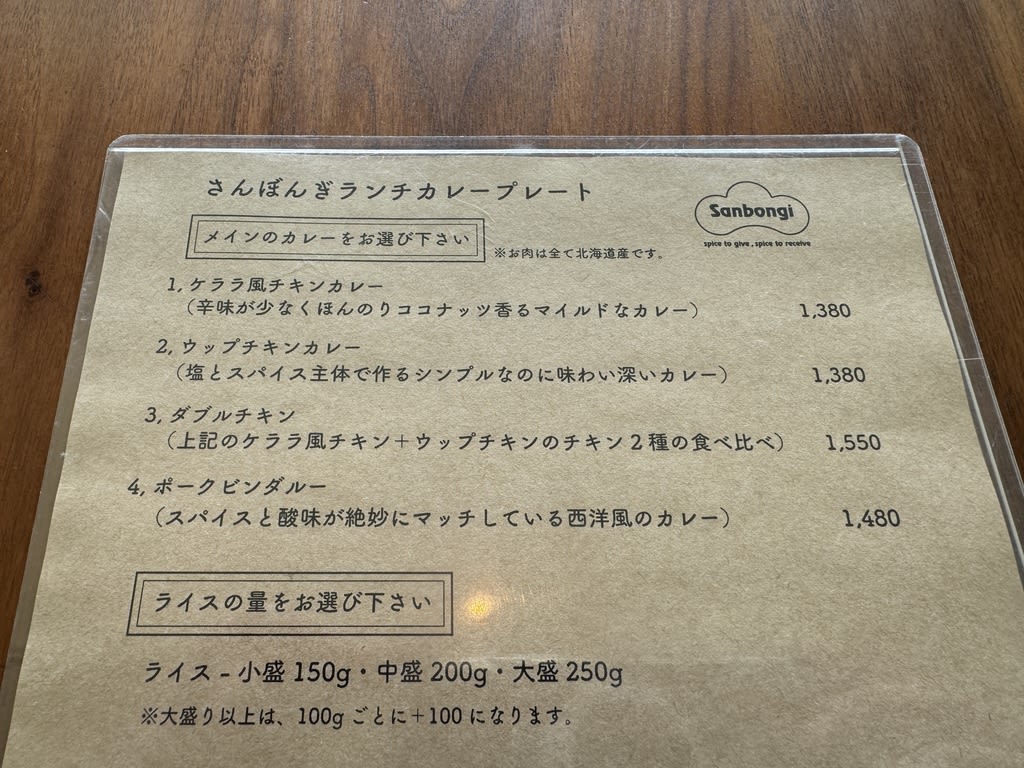 さんぼんぎランチカレープレート
Sanbongi
spice to give, spice to receive
メインのカレーをお選び下さい
※お肉は全て北海道産です。
1, ケララ風チキンカレー
（辛味が少なくほんのりココナッツ香るマイルドなカレー） 1,380
2, ウップチキンカレー
（塩とスパイス主体で作るシンプルなのに味わい深いカレー） 1,380
3, ダブルチキン
（上記のケララ風チキン＋ウップチキンのチキン２種の食べ比べ） 1,550
4, ポークビンダルー
（スパイスと酸味が絶妙にマッチしている西洋風のカレー） 1,480
ライスの量をお選び下さい
ライス – 小盛 150g・中盛 200g・大盛 250g
※大盛り以上は、100g ごとに＋100 になります。